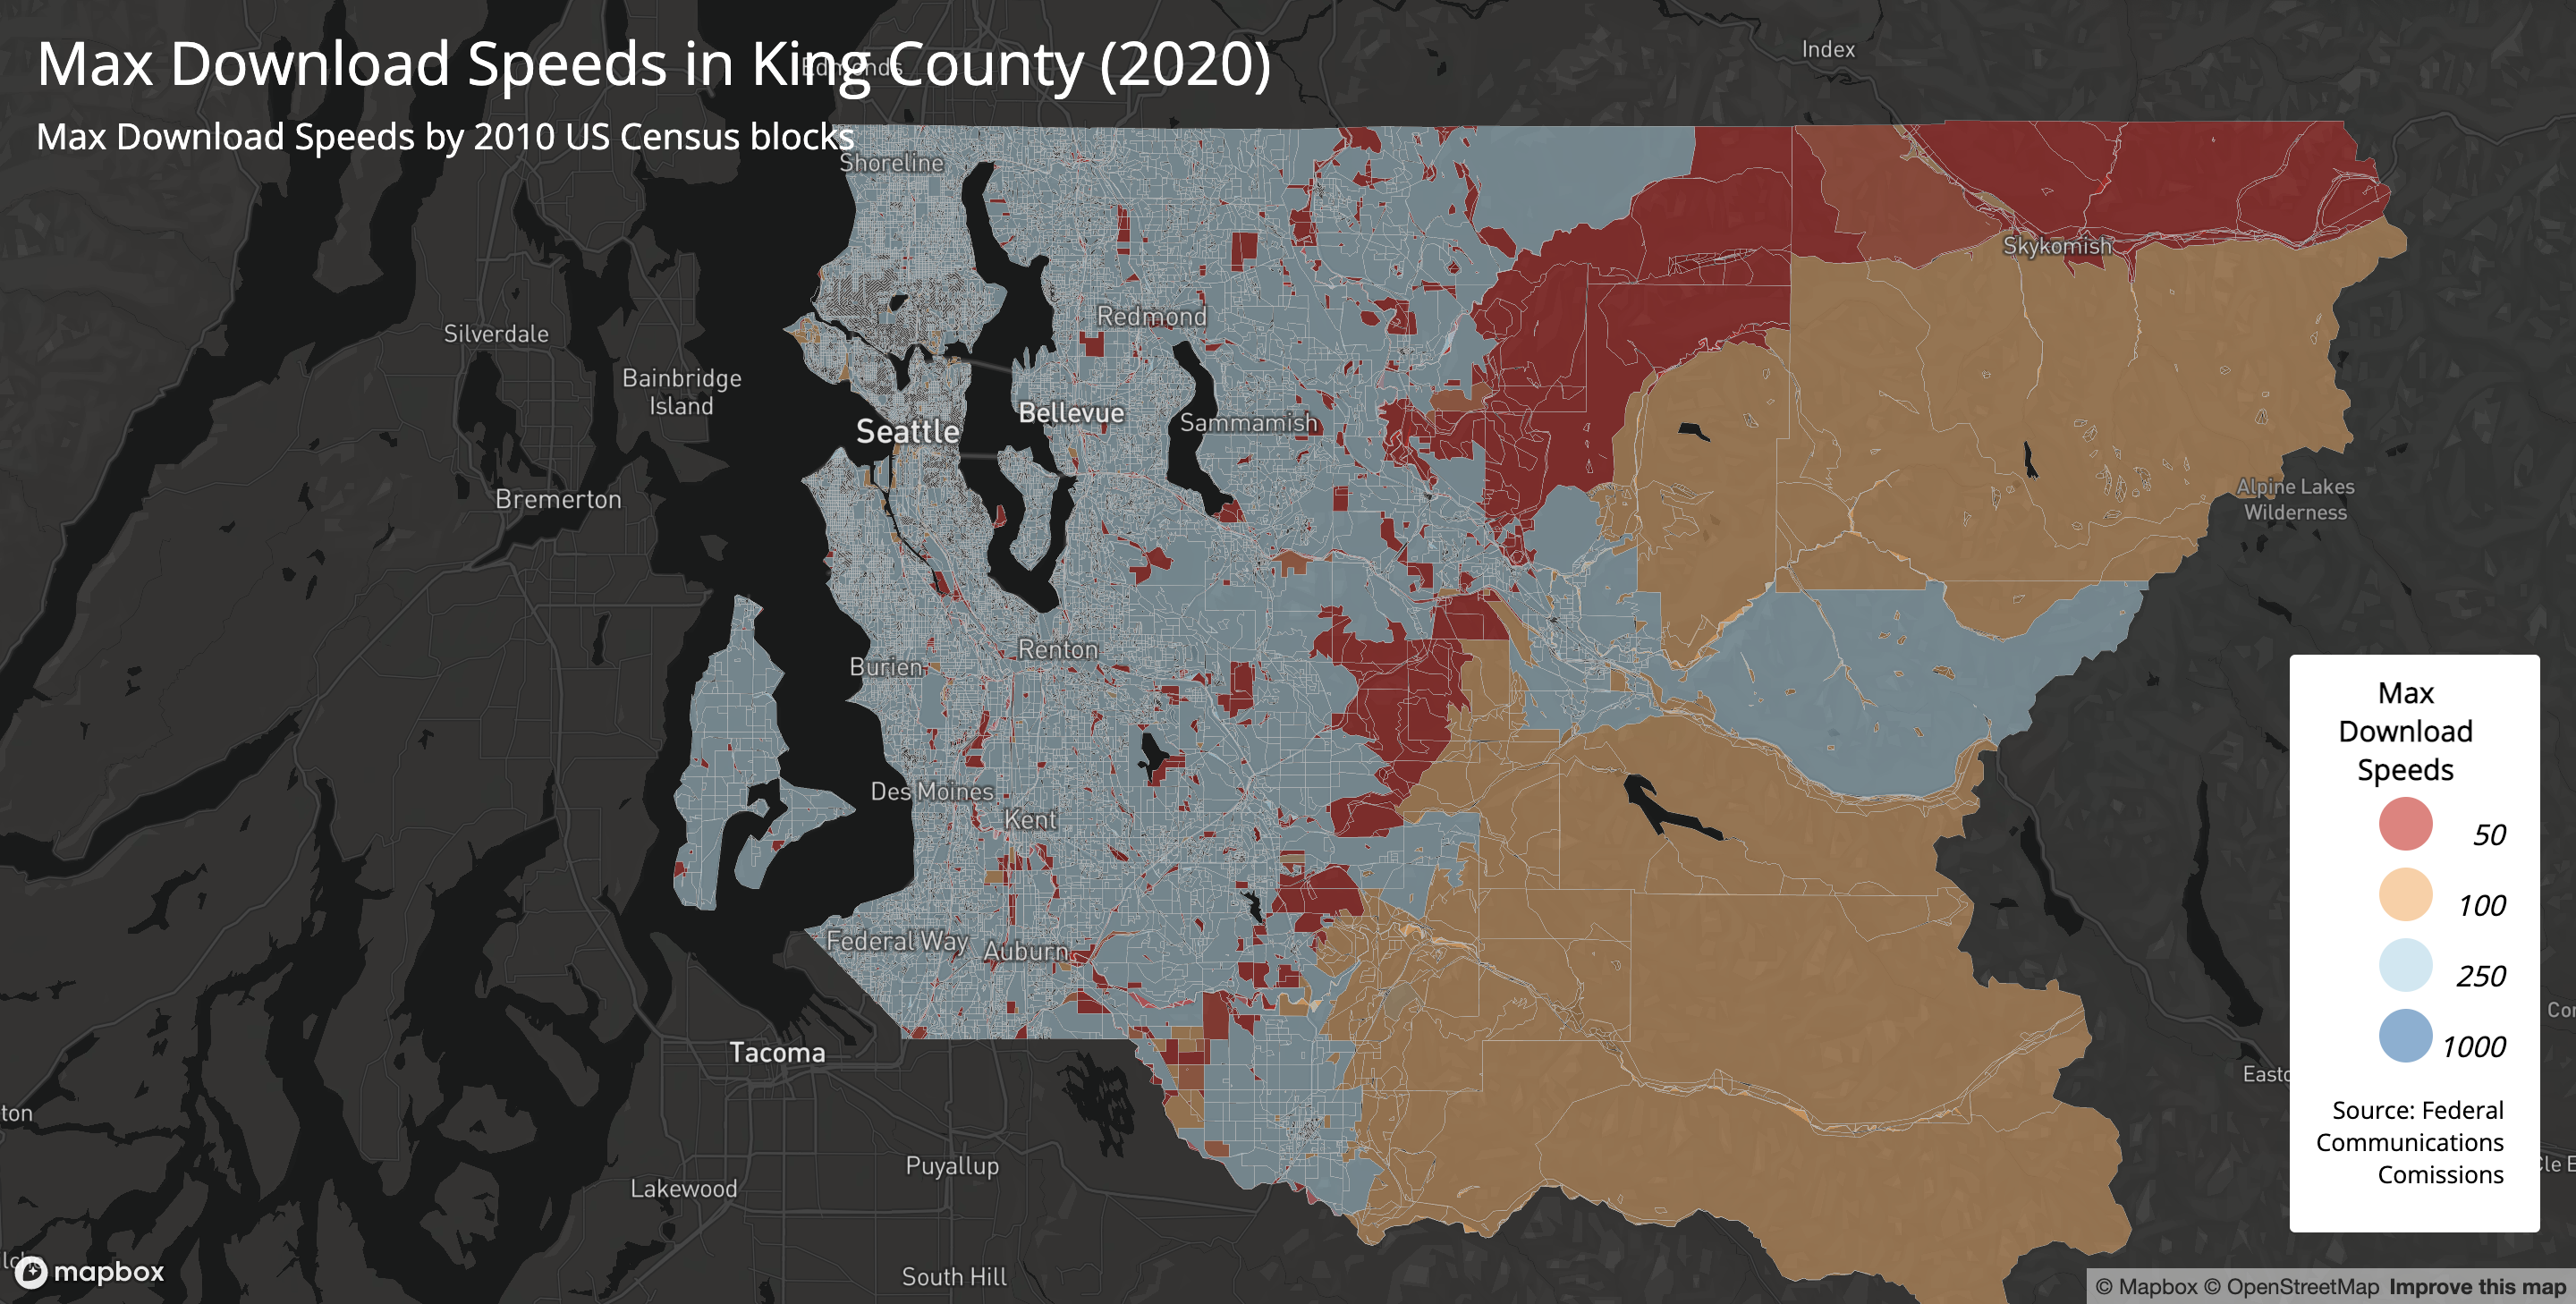 Max Download Speeds in King County (2020)
Max Download Speeds by 2010 US Census blocks
Edmonds
Index
Shoreline
Skykomish
Silverdale
Redmond
Bainbridge
Island
Bellevue
Sammamish
Seattle
Bremerton
Alpine Lakes
Wilderness
Renton
Burien
Des Moines
Kent
Federal Way
Auburn
Tacoma
Puyallup
Lakewood
South Hill
Max
Download
Speeds
50
100
250
1000
Source: Federal
Communications
Comissions
mapbox
© Mapbox © OpenStreetMap Improve this map